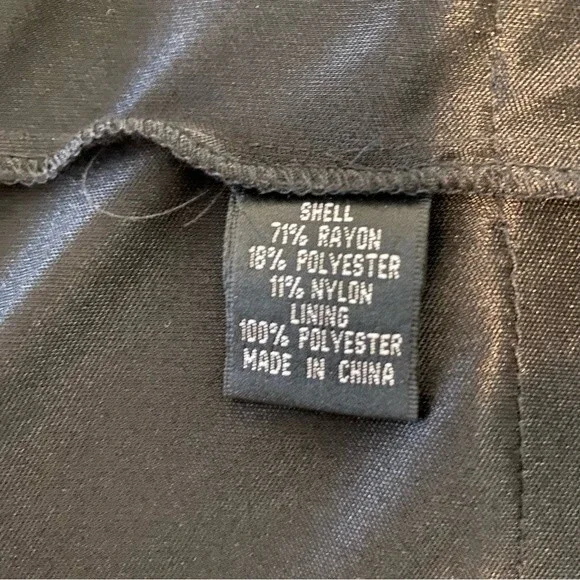 SHELL
71% RAYON
18% POLYESTER
11% NYLON
LINING
100% POLYESTER
MADE IN CHINA